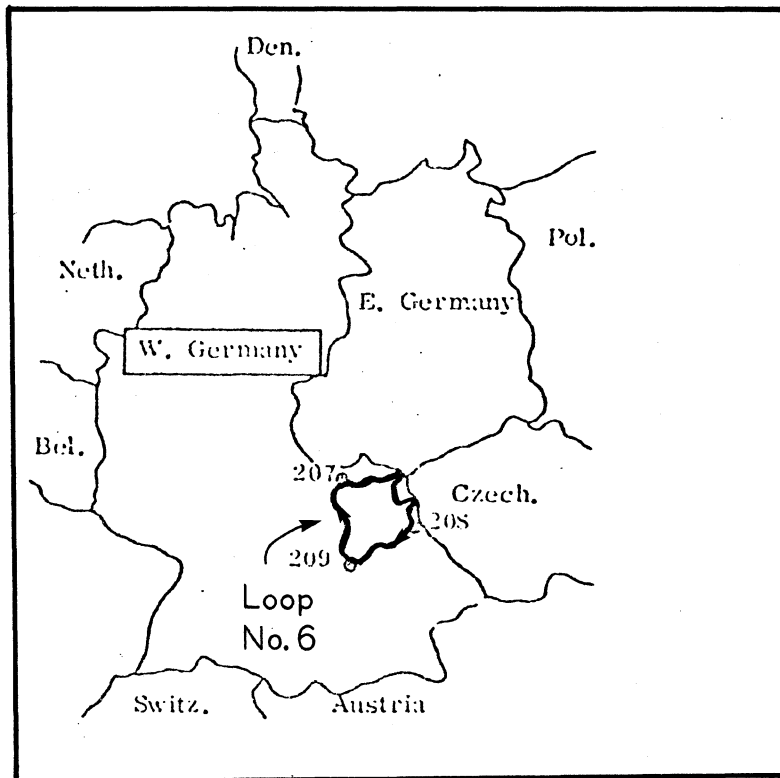 Den.
Pol.
Neth.
E. Germany
W. Germany
Bel.
207
Czech.
208
209
Loop
No. 6
Switz.
Austria